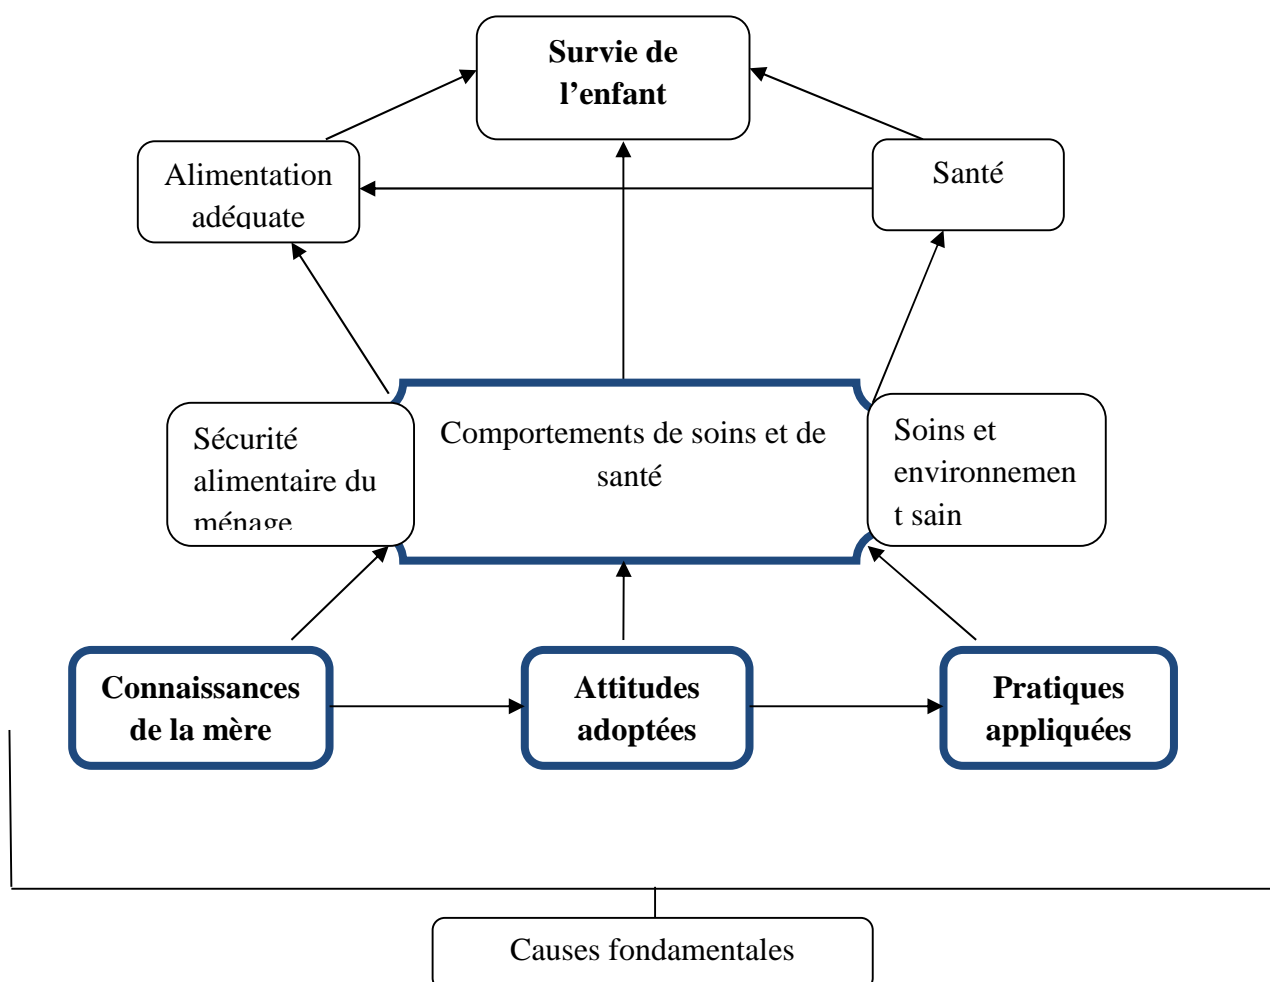 Survie de
l’enfant
Alimentation
adéquate
Santé
Sécurité
alimentaire du
ménage
Comportements de soins et de
santé
Soins et
environnemen
t sain
Connaissances
de la mère
Attitudes
adoptées
Pratiques
appliquées
Causes fondamentales